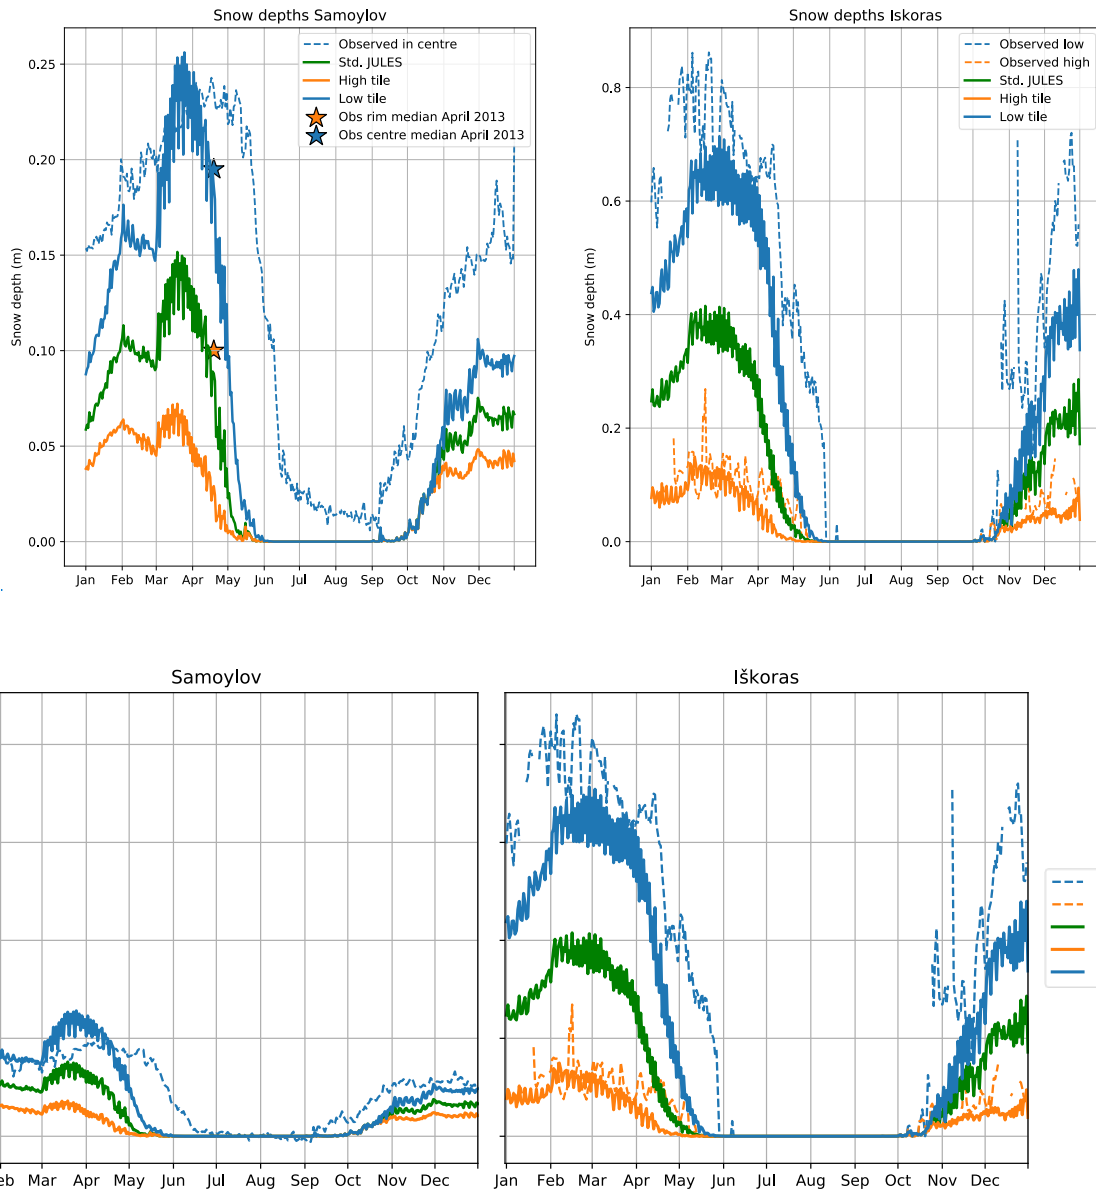 Snow depths Samoylov
Snow depth (m)
0.25
0.20
0.15
0.10
0.05
0.00
Observed in centre
Std. JULES
High tile
Low tile
Obs rim median April 2013
Obs centre median April 2013
Jan Feb Mar Apr May Jun Jul Aug Sep Oct Nov Dec
Snow depths Iskoras
Snow depth (m)
0.8
0.6
0.4
0.2
0.0
Observed low
Observed high
Std. JULES
High tile
Low tile
Jan Feb Mar Apr May Jun Jul Aug Sep Oct Nov Dec
Samoylov
eb Mar Apr May Jun Jul Aug Sep Oct Nov Dec
Iškoras
Jan Feb Mar Apr May Jun Jul Aug Sep Oct Nov Dec